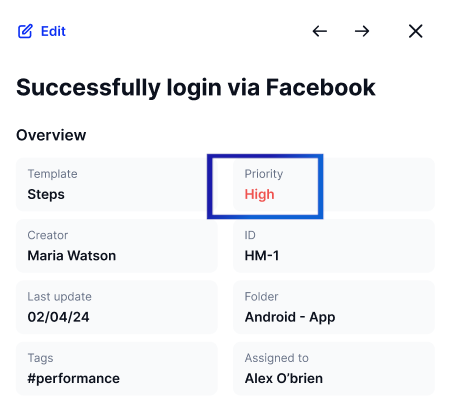 Edit
Successfully login via Facebook
Overview
Template
Steps
Priority
High
Creator
Maria Watson
ID
HM-1
Last update
02/04/24
Folder
Android - App
Tags
#performance
Assigned to
Alex O’brien